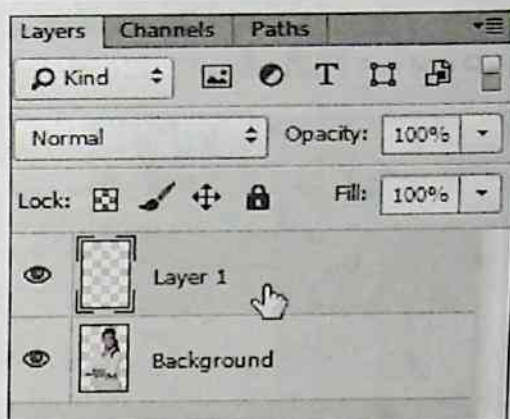 Layers Channels Paths
Kind T
Normal Opacity: 100%
Lock: Fill: 100%
Layer 1
Background